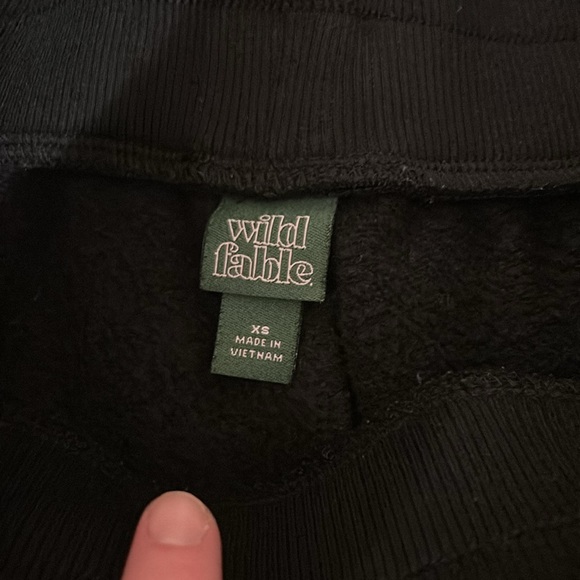 wild
fable.
XS
MADE IN
VIETNAM